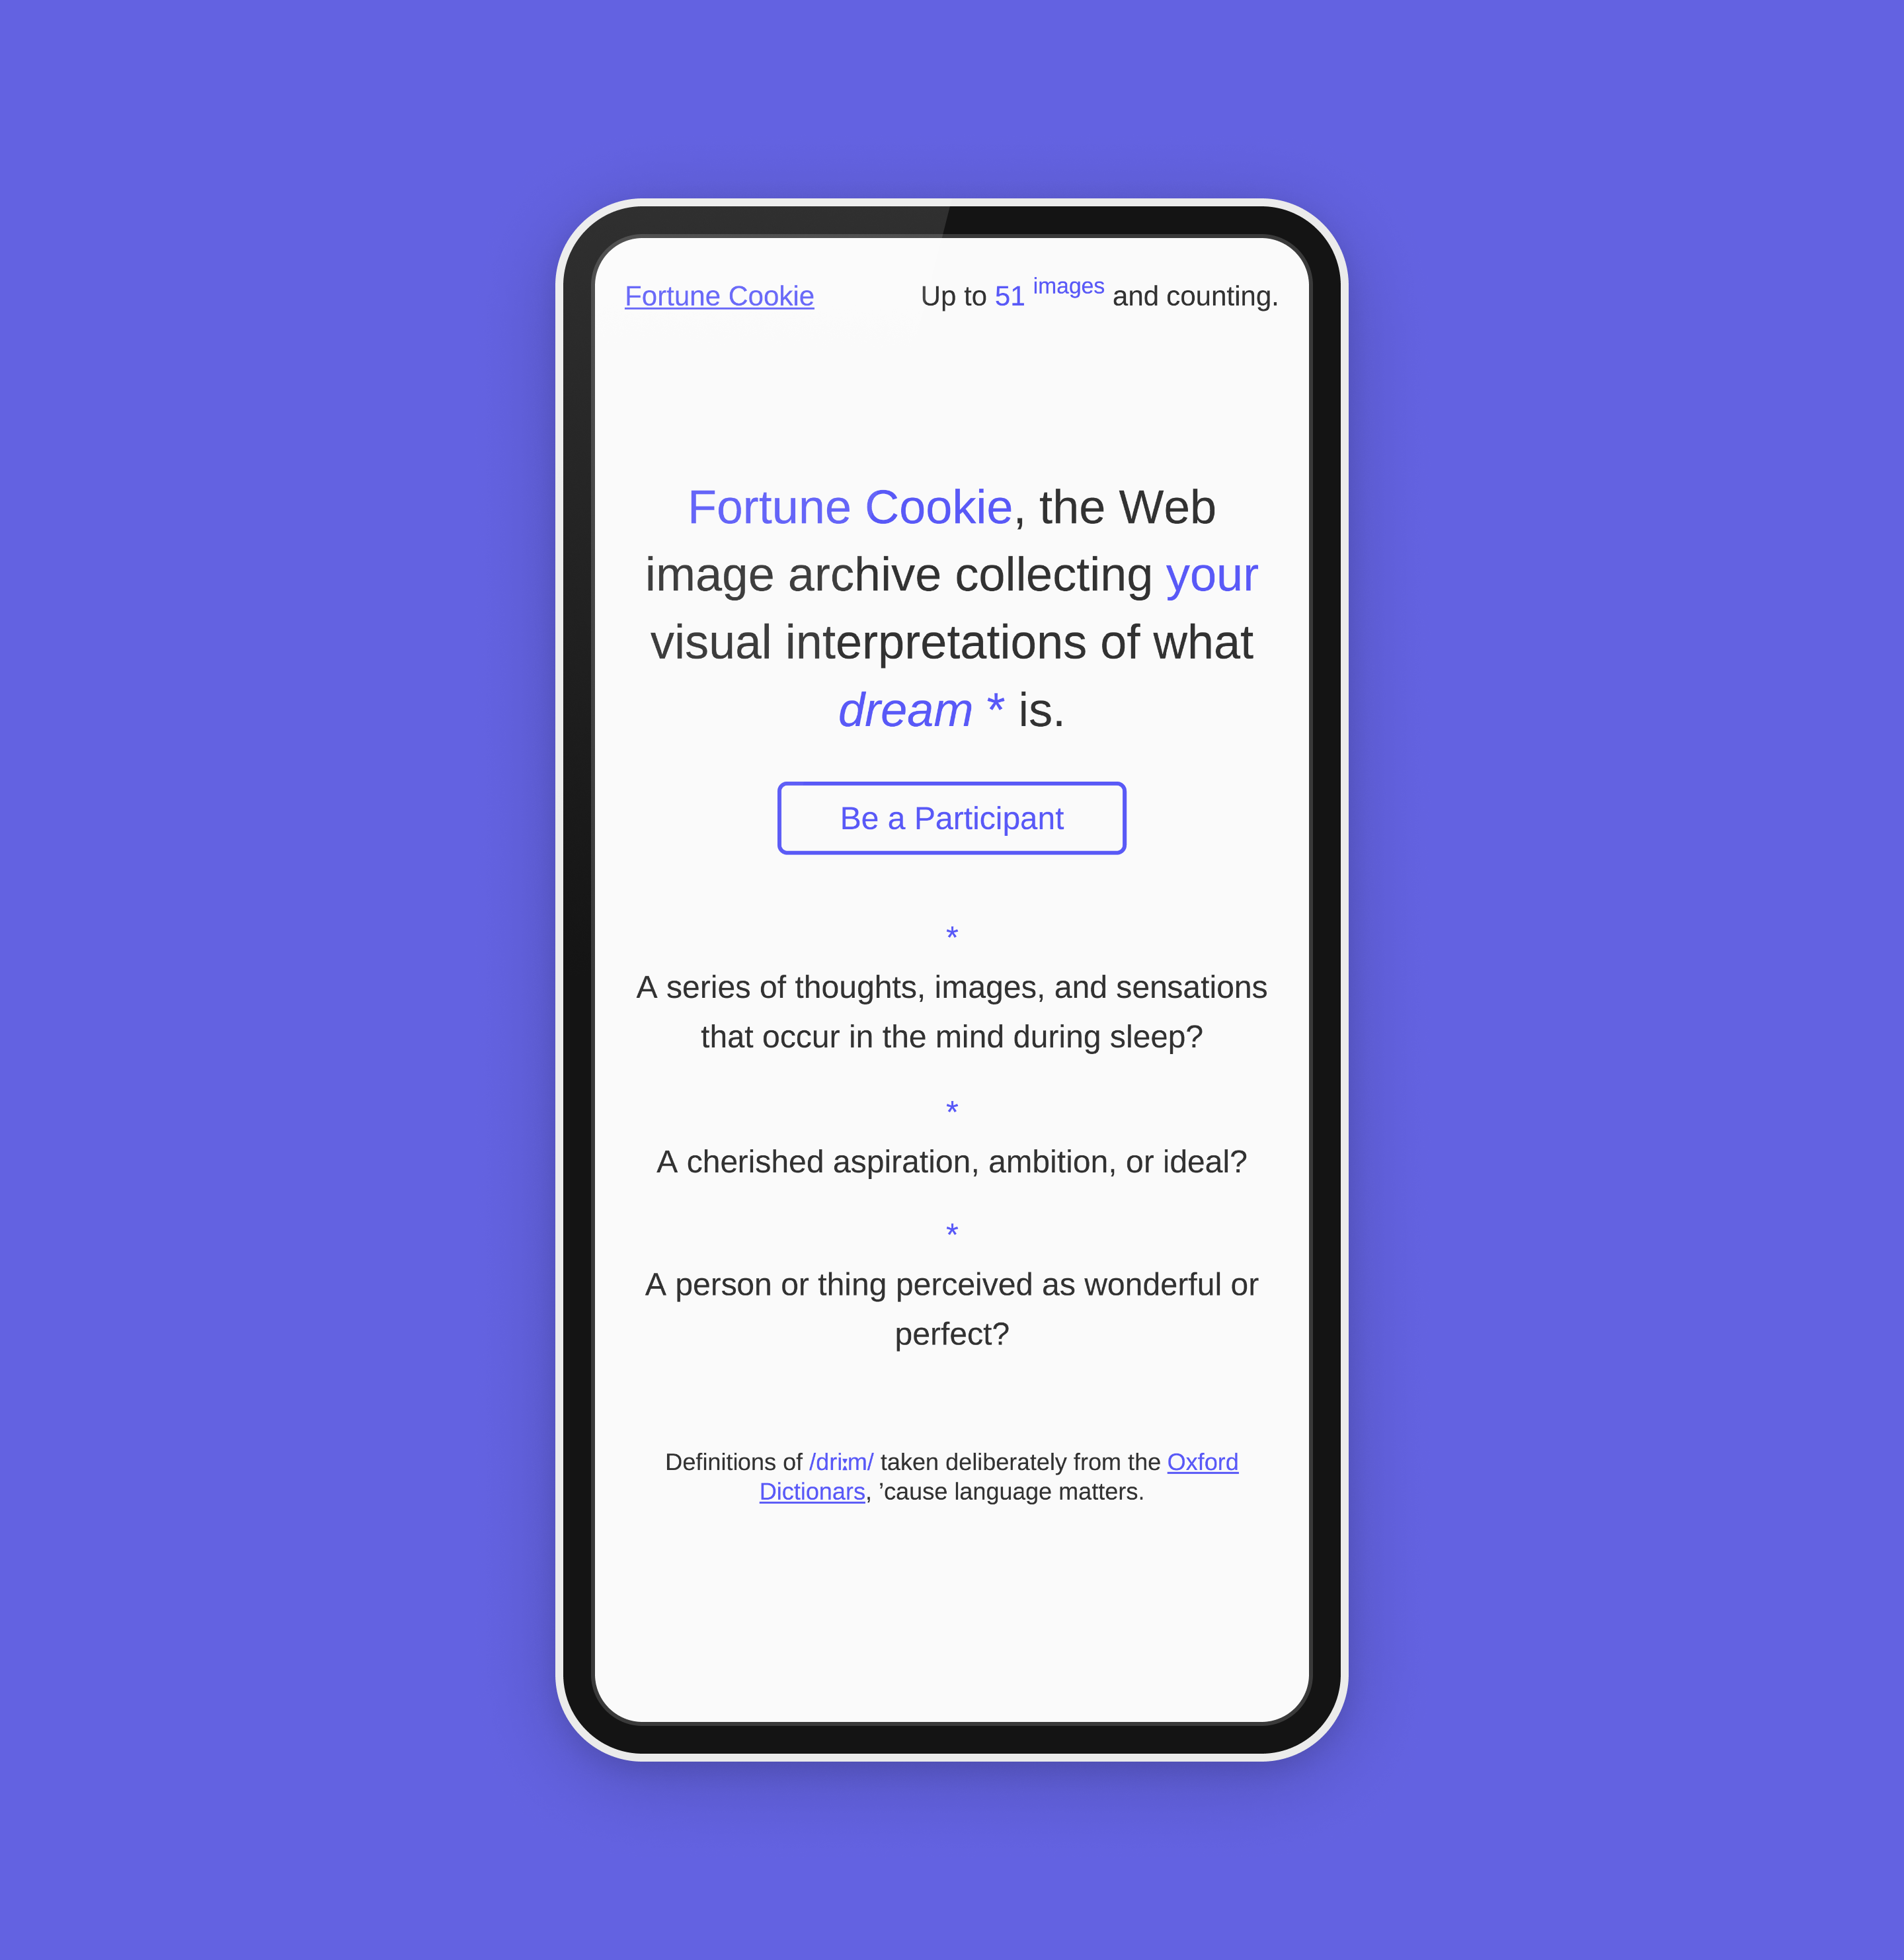 Fortune Cookie
Up to 51 images and counting.
Fortune Cookie, the Web
image archive collecting your
visual interpretations of what
dream * is.
Be a Participant
*
A series of thoughts, images, and sensations
that occur in the mind during sleep?
*
A cherished aspiration, ambition, or ideal?
*
A person or thing perceived as wonderful or
perfect?
Definitions of /driːm/ taken deliberately from the Oxford
Dictionars, ’cause language matters.